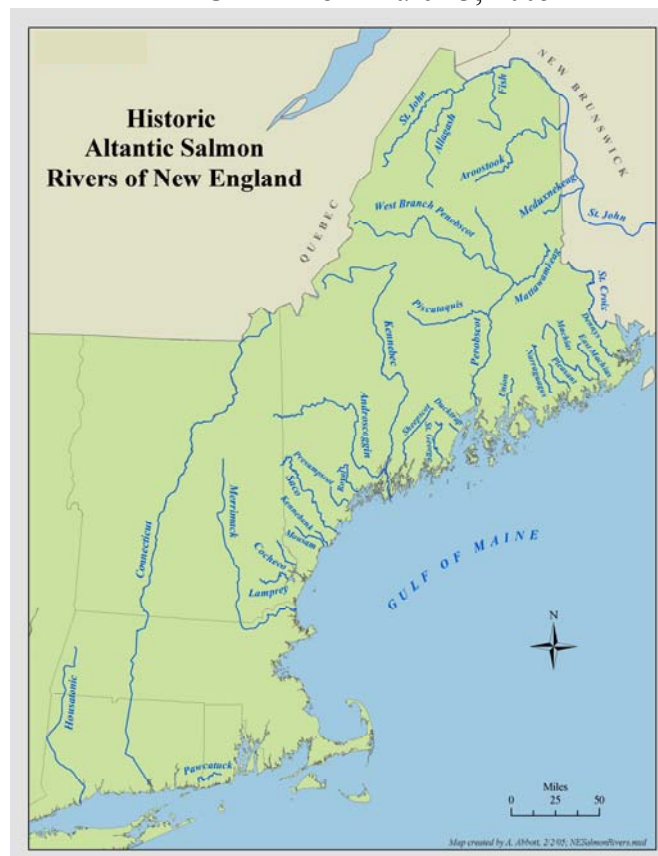 Historic
Altantic Salmon
Rivers of New England
NEW BRUNSWICK
QUEBEC
St. John
Allagash
Fish
Aroostook
Meduxnekeag
St. John
West Branch Penobscot
Mattawamkeag
St. Croix
Piscataquis
Penobscot
Kennebec
Dennys
East Machias
Machias
Pleasant
Narraguagus
Union
Ducktrap
Sheepscot
St. George
Androscoggin
Presumpscot
Royal
Saco
Kennebunk
Mousam
Cocheco
Lamprey
Merrimack
Connecticut
Housatonic
Pawcatuck
GULF OF MAINE
N
Miles
0 25 50
Map created by A. Abbott, 2/2/05; NESalmonRivers.mxd